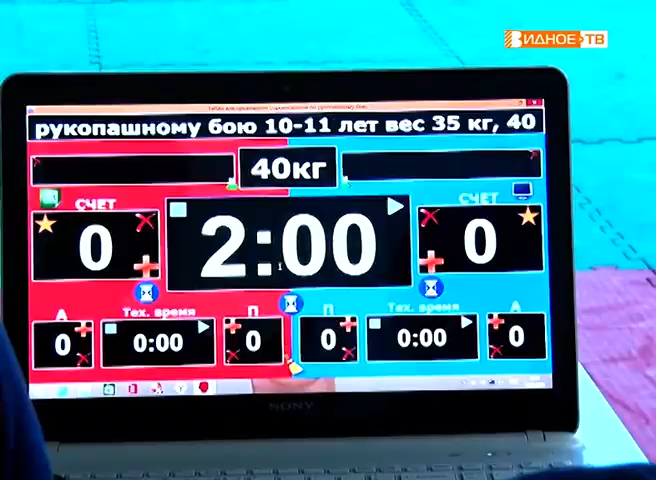 ВИДНОЕ-ТВ
рукопашному бою 10-11 лет вес 35 кг, 40
40кг
СЧЕТ СЧЕТ
0 2:00 0
А Тех. время П П Тех. время А
0 0:00 0 0 0:00 0
SONY